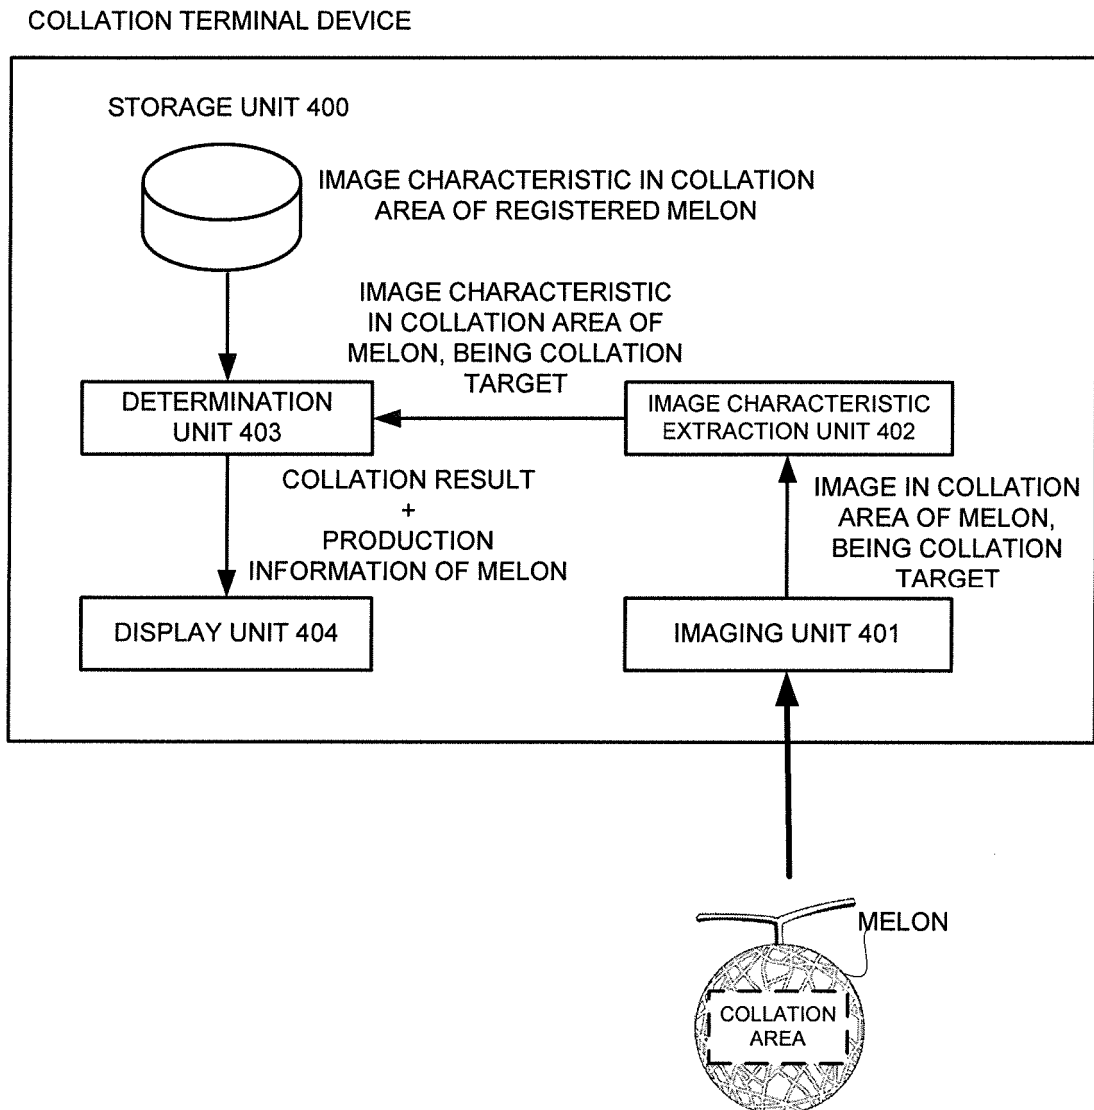 COLLATION TERMINAL DEVICE
STORAGE UNIT 400
IMAGE CHARACTERISTIC IN COLLATION
AREA OF REGISTERED MELON
IMAGE CHARACTERISTIC
IN COLLATION AREA OF
MELON, BEING COLLATION
TARGET
DETERMINATION
UNIT 403
IMAGE CHARACTERISTIC
EXTRACTION UNIT 402
COLLATION RESULT
+
PRODUCTION
INFORMATION OF MELON
IMAGE IN COLLATION
AREA OF MELON,
BEING COLLATION
TARGET
DISPLAY UNIT 404
IMAGING UNIT 401
MELON
COLLATION
AREA